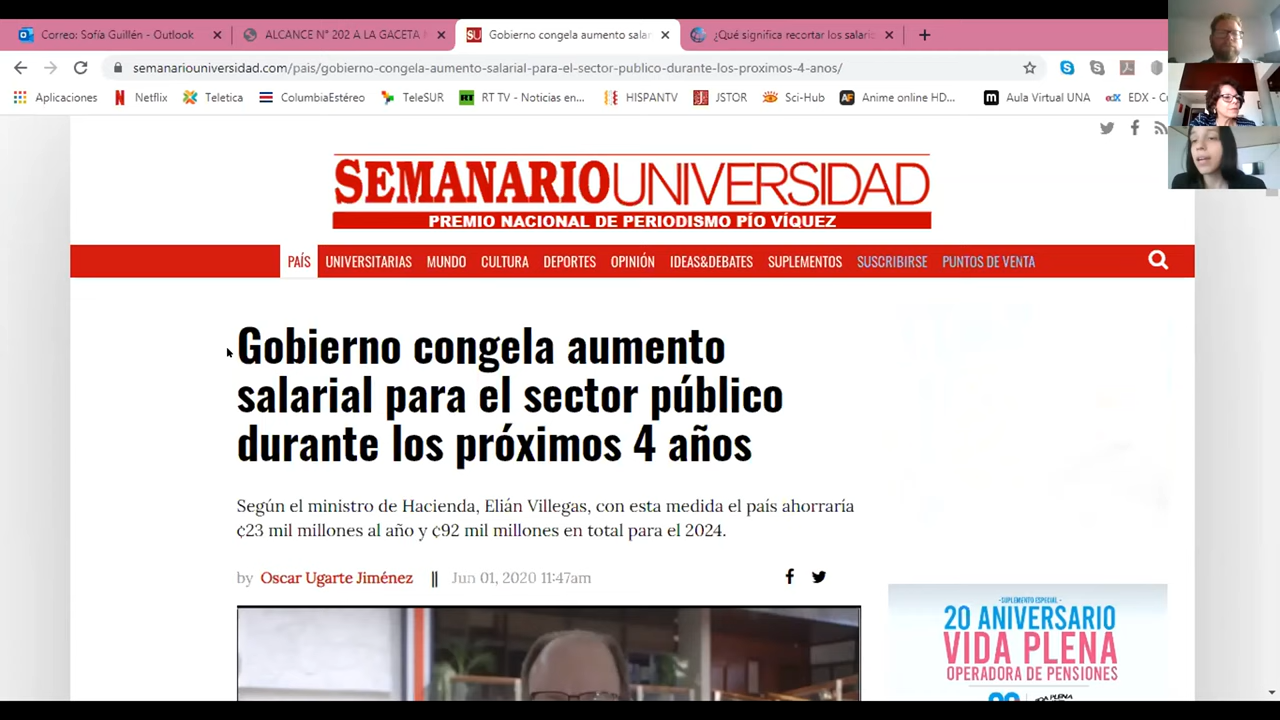 Correo: Sofía Guillén - Outlook
ALCANCE N° 202 A LA GACETA
Gobierno congela aumento salar
¿Qué significa recortar los salario
semanariouniversidad.com/pais/gobierno-congela-aumento-salarial-para-el-sector-publico-durante-los-proximos-4-anos/
Aplicaciones Netflix Teletica ColumbiaEstéreo TeleSUR RT TV - Noticias en... HISPANTV JSTOR Sci-Hub Anime online HD... Aula Virtual UNA EDX - C
SEMANARIO UNIVERSIDAD
PREMIO NACIONAL DE PERIODISMO PÍO VÍQUEZ
PAÍS UNIVERSITARIAS MUNDO CULTURA DEPORTES OPINIÓN IDEAS&DEBATES SUPLEMENTOS SUSCRIBIRSE PUNTOS DE VENTA
Gobierno congela aumento
salarial para el sector público
durante los próximos 4 años
Según el ministro de Hacienda, Elián Villegas, con esta medida el país ahorraría
₡23 mil millones al año y ₡92 mil millones en total para el 2024.
by Oscar Ugarte Jiménez || Jun 01, 2020 11:47am
-SUPLEMENTO ESPECIAL-
20 ANIVERSARIO
VIDA PLENA
OPERADORA DE PENSIONES